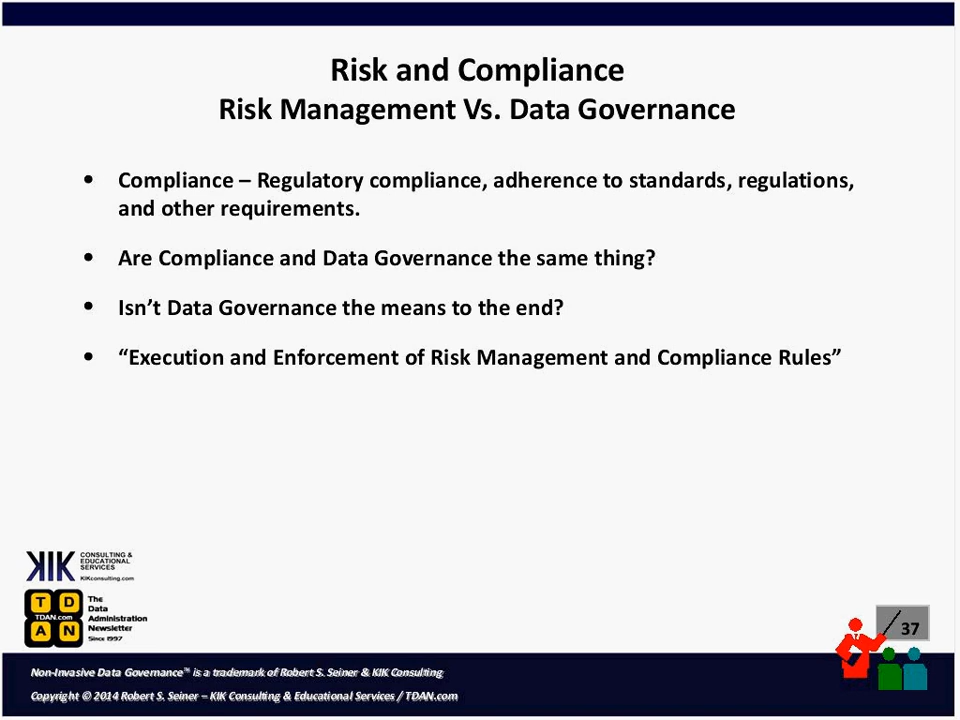 Risk and Compliance
Risk Management Vs. Data Governance
• Compliance – Regulatory compliance, adherence to standards, regulations,
and other requirements.
• Are Compliance and Data Governance the same thing?
• Isn’t Data Governance the means to the end?
• “Execution and Enforcement of Risk Management and Compliance Rules”
KIK CONSULTING &
EDUCATIONAL
SERVICES
KIKconsulting.com
T D
TDAN.com
A N
The
Data
Administration
Newsletter
Since 1997
37
Non-Invasive Data Governance™ is a trademark of Robert S. Seiner & KIK Consulting
Copyright © 2014 Robert S. Seiner – KIK Consulting & Educational Services / TDAN.com